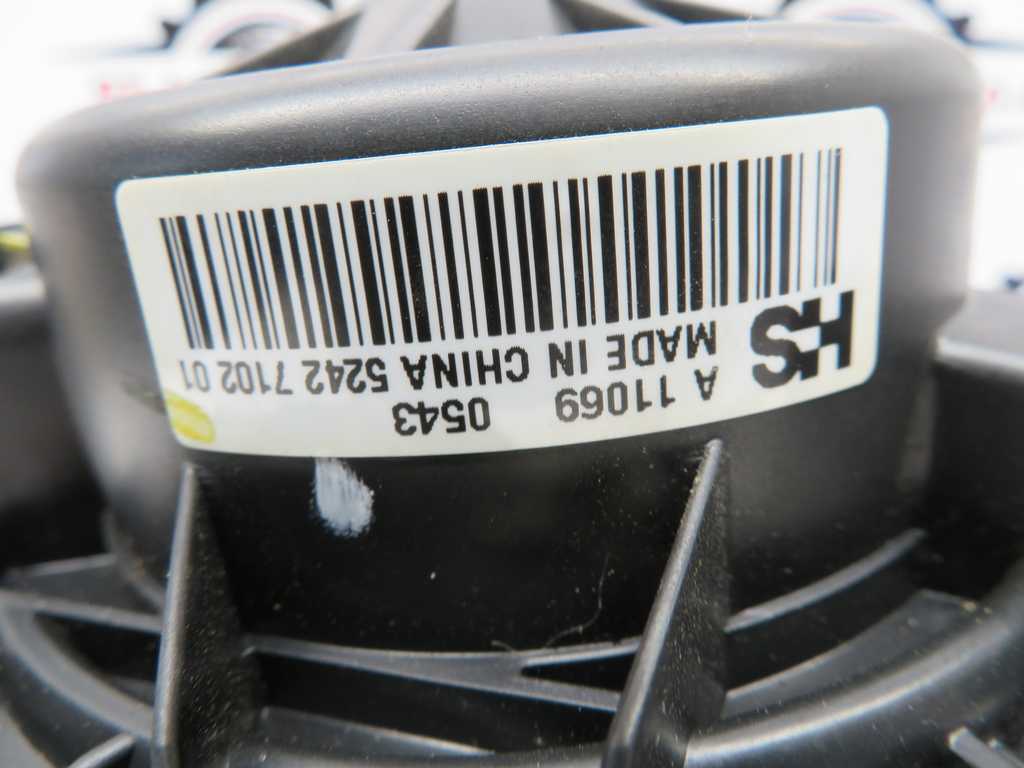 HS
A 11069 0543
MADE IN CHINA 5242 7102 01